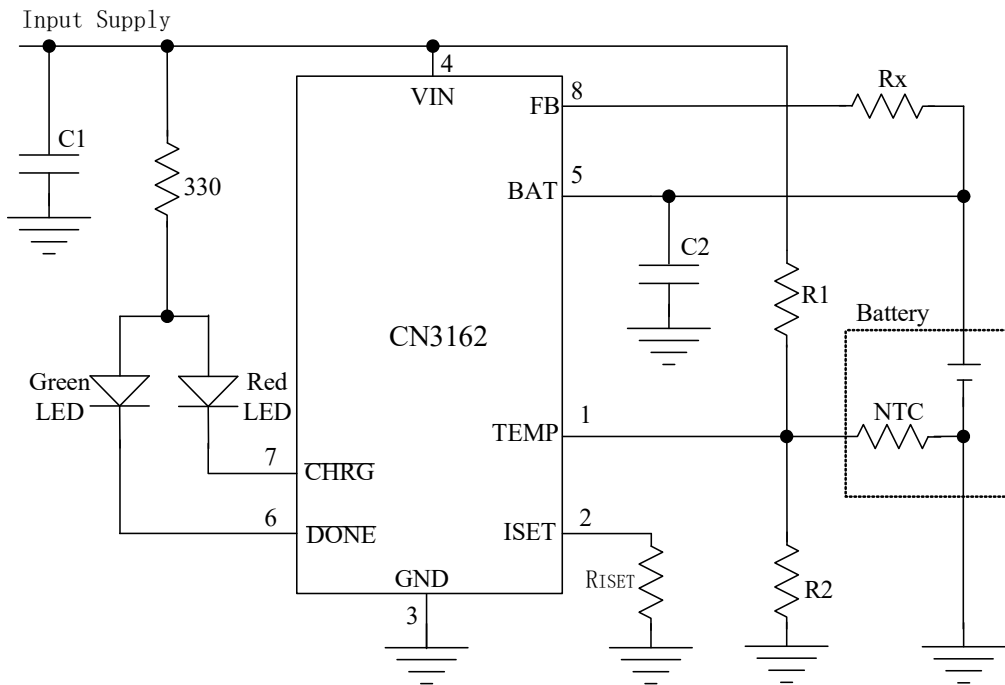 Input Supply
4
VIN
8
FB
Rx
C1
330
5
BAT
C2
R1
CN3162
Battery
Green
LED
Red
LED
1
TEMP
NTC
7
CHRG
6
DONE
2
ISET
RISET
R2
GND
3